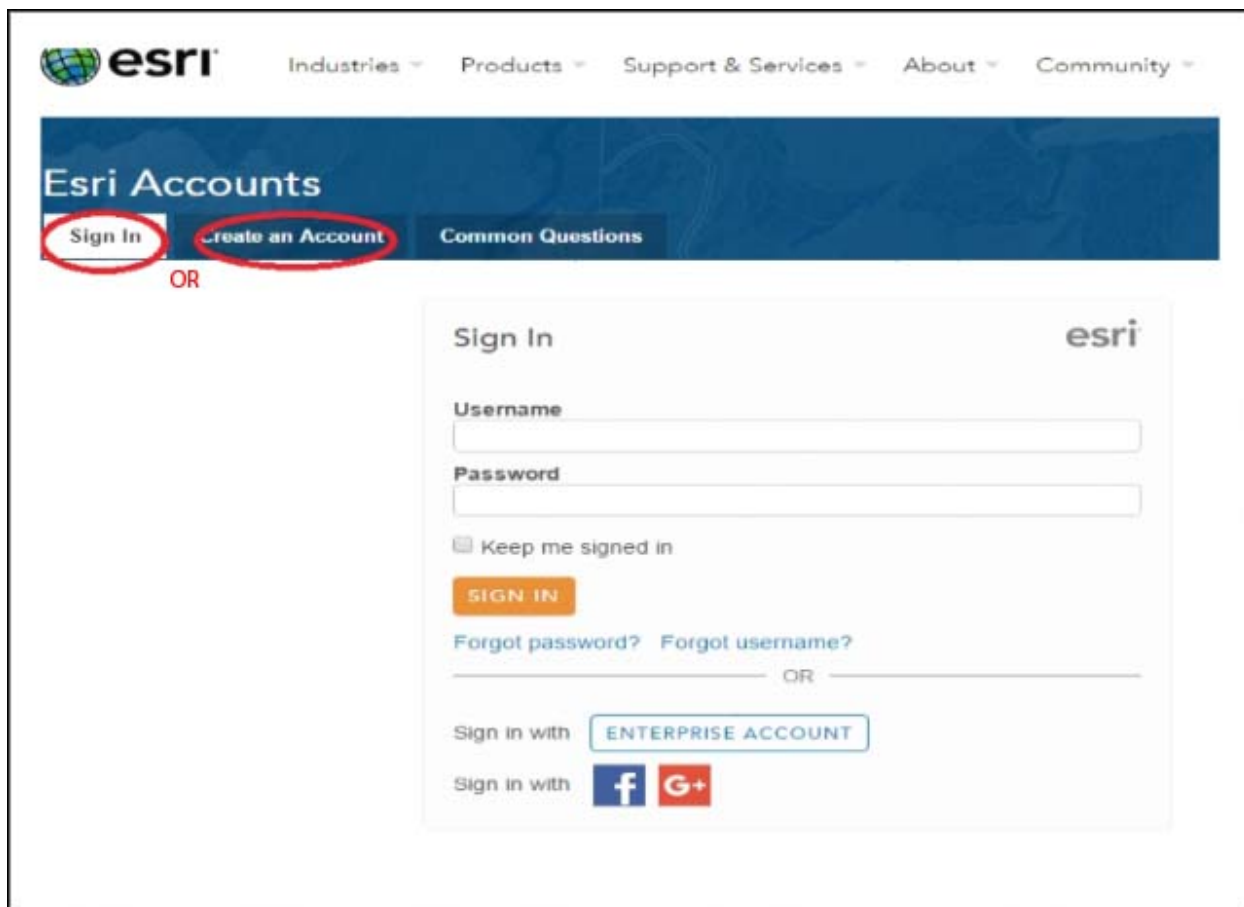 esri Industries Products Support & Services About Community
Esri Accounts
Sign In Create an Account Common Questions
OR
Sign In esri
Username
Password
Keep me signed in
SIGN IN
Forgot password? Forgot username?
OR
Sign in with ENTERPRISE ACCOUNT
Sign in with f G+